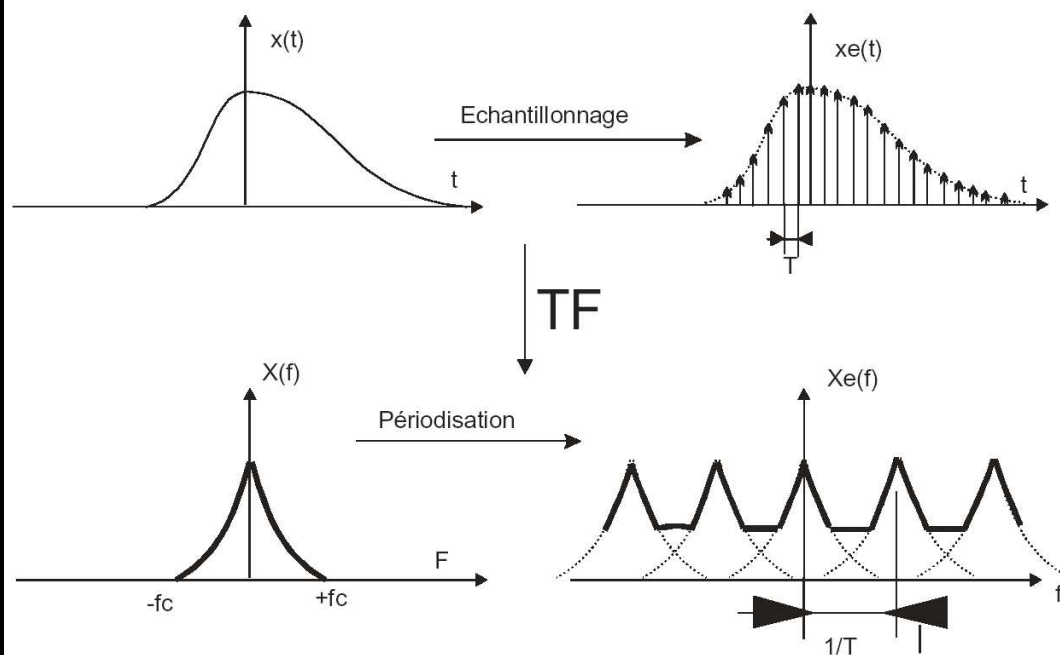 x(t)
xe(t)
Echantillonnage
t
t
T
TF
X(f)
Xe(f)
Périodisation
F
f
-fc
+fc
1/T